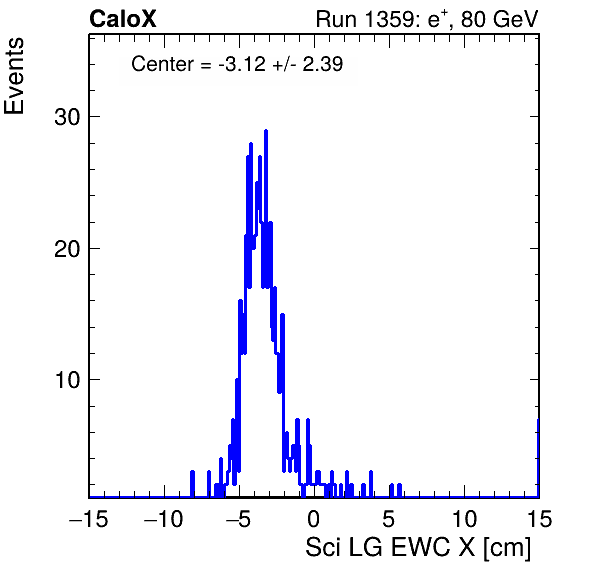 CaloX Run 1359: e⁺, 80 GeV
Center = -3.12 +/- 2.39
Events
30
20
10
−15 −10 −5 0 5 10 15
Sci LG EWC X [cm]